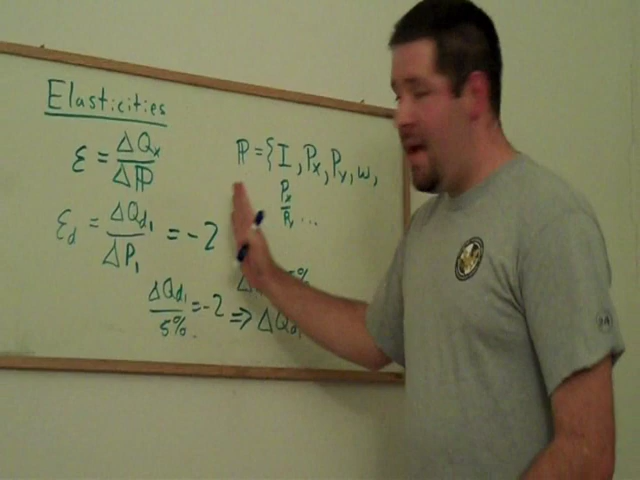 Elasticities
ε = ΔQx / Δℙ
ℙ = {I, Px, Py, w,
Px / Py ...
εd = ΔQd1 / ΔP1 = -2
ΔQd1 / 5% = -2 ⇒ ΔQd1